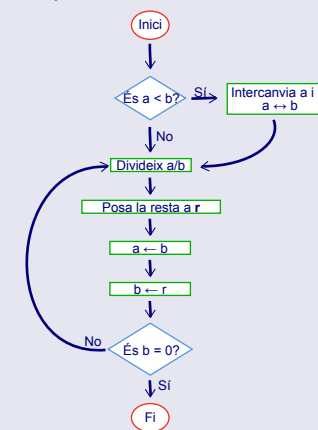 Inici
És a < b?
Sí
Intercanvia a i
a ↔ b
No
Divideix a/b
Posa la resta a r
a ← b
b ← r
És b = 0?
No
Sí
Fi